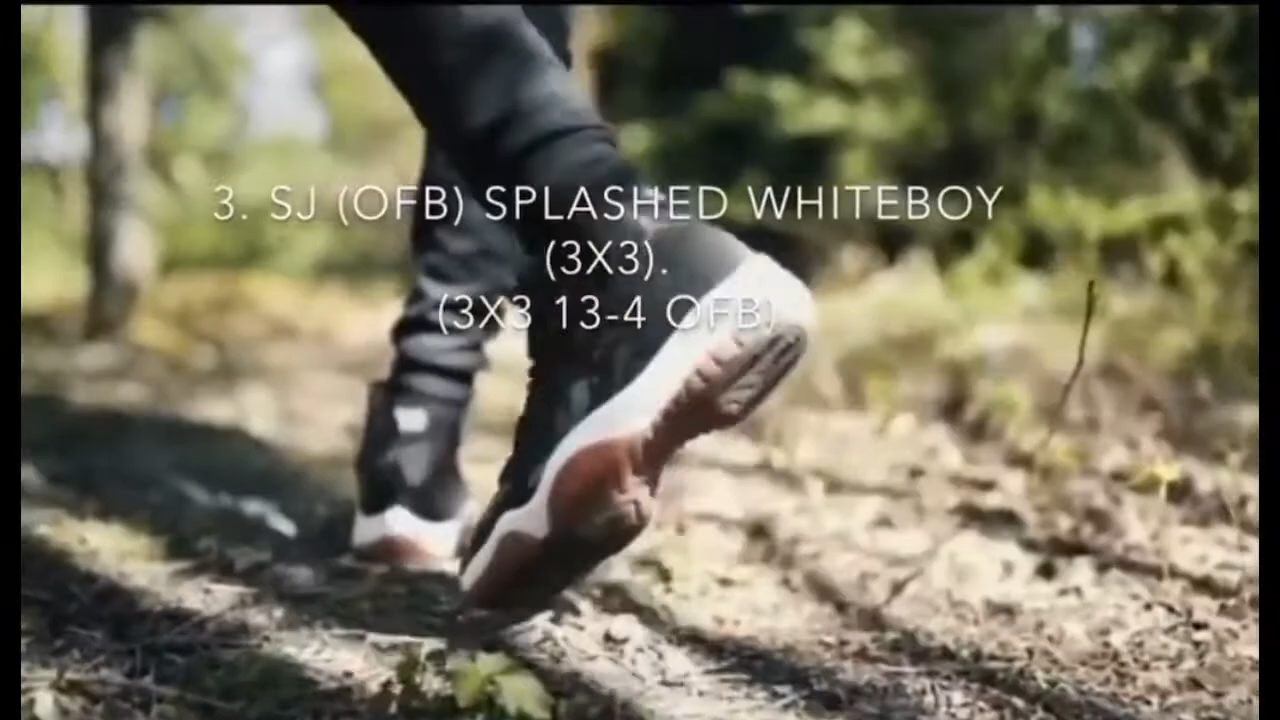 3. SJ (OFB) SPLASHED WHITEBOY
(3X3).
(3X3 13-4 OFB)